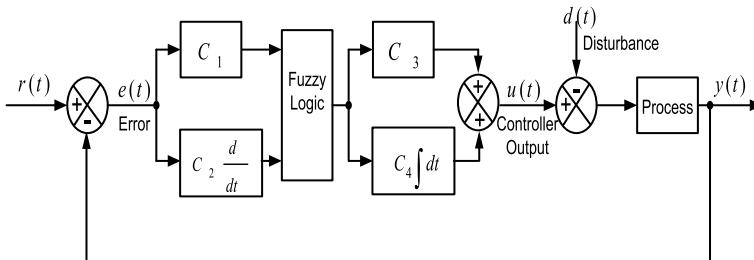 r(t)
+
-
e(t)
Error
C 1
C 2 d/dt
Fuzzy
Logic
C 3
C 4 ∫ dt
+
+
u(t)
Controller
Output
d(t)
Disturbance
-
+
Process
y(t)